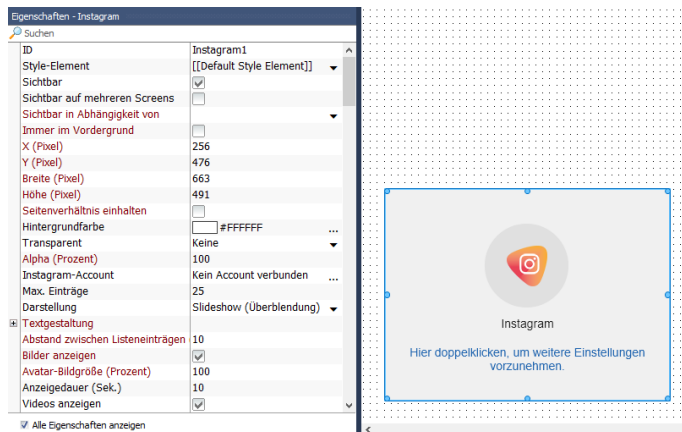 Eigenschaften - Instagram
Suchen
ID Instagram1
Style-Element [[Default Style Element]]
Sichtbar
Sichtbar auf mehreren Screens
Sichtbar in Abhängigkeit von
Immer im Vordergrund
X (Pixel) 256
Y (Pixel) 476
Breite (Pixel) 663
Höhe (Pixel) 491
Seitenverhältnis einhalten
Hintergrundfarbe #FFFFFF ...
Transparent Keine
Alpha (Prozent) 100
Instagram-Account Kein Account verbunden ...
Max. Einträge 25
Darstellung Slideshow (Überblendung)
Textgestaltung
Abstand zwischen Listeneinträgen 10
Bilder anzeigen
Avatar-Bildgröße (Prozent) 100
Anzeigedauer (Sek.) 10
Videos anzeigen
Alle Eigenschaften anzeigen
Instagram
Hier doppelklicken, um weitere Einstellungen
vorzunehmen.